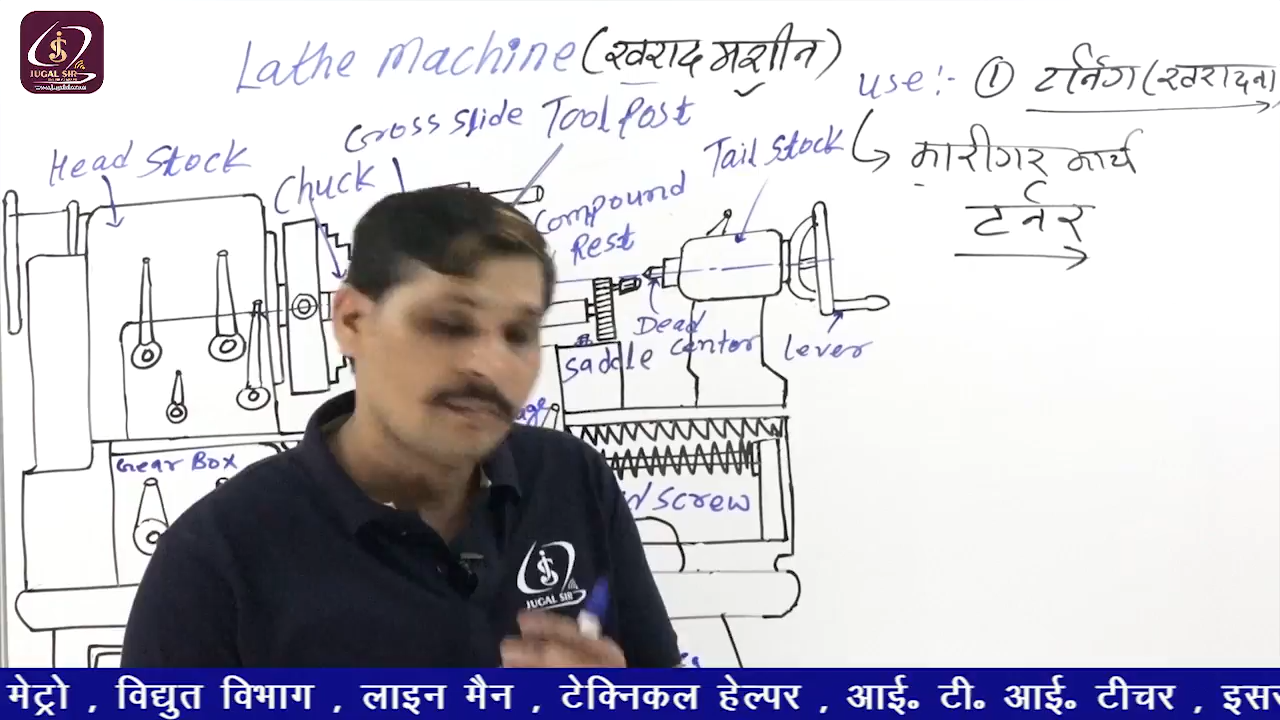 JUGAL SIR
Lathe Machine (खराद मशीन)
use:- ① टर्निंग (खरादना)
कारीगर कार्य
टर्नर
Cross slide
Tool Post
Head Stock
Chuck
Compound
Rest
Tail Stock
Dead
center
lever
saddle
Gear Box
screw
JUGAL SIR
मेट्रो , विद्युत विभाग , लाइन मैन , टेक्निकल हेल्पर , आई. टी. आई. टीचर ,